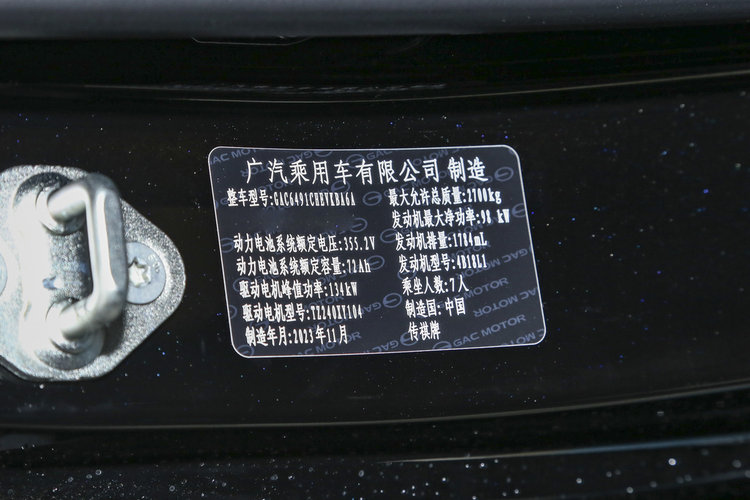 广汽乘用车有限公司 制造
整车型号:GAC6491CHEVKBA6A 最大允许总质量:2700kg
发动机最大净功率:98 kW
动力电池系统额定电压:355.1V 发动机排量:1784mL
动力电池系统额定容量:72Ah 发动机型号:4B18L1
驱动电机峰值功率:134kW 乘坐人数:7人
驱动电机型号:TZ240XY104 制造国:中国
制造年月:2023年11月 传祺牌
GAC MOTOR